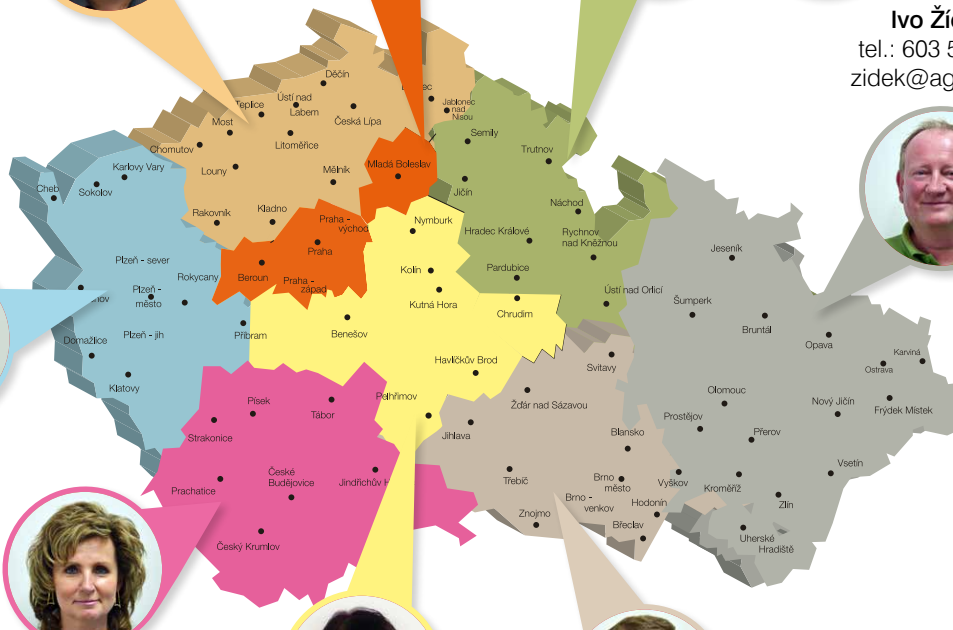 Ivo
tel.: 603 5
zidek@ag
Děčín
Teplice
Ústí nad
Labem
Česká Lípa
Jablonec
nad
Nisou
Most
Litoměřice
Chomutov
Louny
Mělník
Mladá Boleslav
Semily
Trutnov
Jičín
Karlovy Vary
Cheb
Sokolov
Rakovník
Kladno
Praha -
východ
Praha
Nymburk
Hradec Králové
Náchod
Rychnov
nad Kněžnou
Jeseník
Plzeň - sever
Rokycany
Beroun
Praha -
západ
Kolín
Pardubice
Plzeň -
město
Kutná Hora
Chrudim
Ústí nad Orlicí
Šumperk
Bruntál
Opava
Karviná
Ostrava
Domažlice
Plzeň - jih
Příbram
Benešov
Klatovy
Havlíčkův Brod
Svitavy
Písek
Tábor
Pelhřimov
Žďár nad Sázavou
Olomouc
Nový Jičín
Frýdek Místek
Strakonice
Jihlava
Blansko
Prostějov
Přerov
Prachatice
České
Budějovice
Jindřichův H
Třebíč
Brno
město
Vyškov
Kroměříž
Vsetín
Znojmo
Brno -
venkov
Hodonín
Zlín
Český Krumlov
Břeclav
Uherské
Hradiště